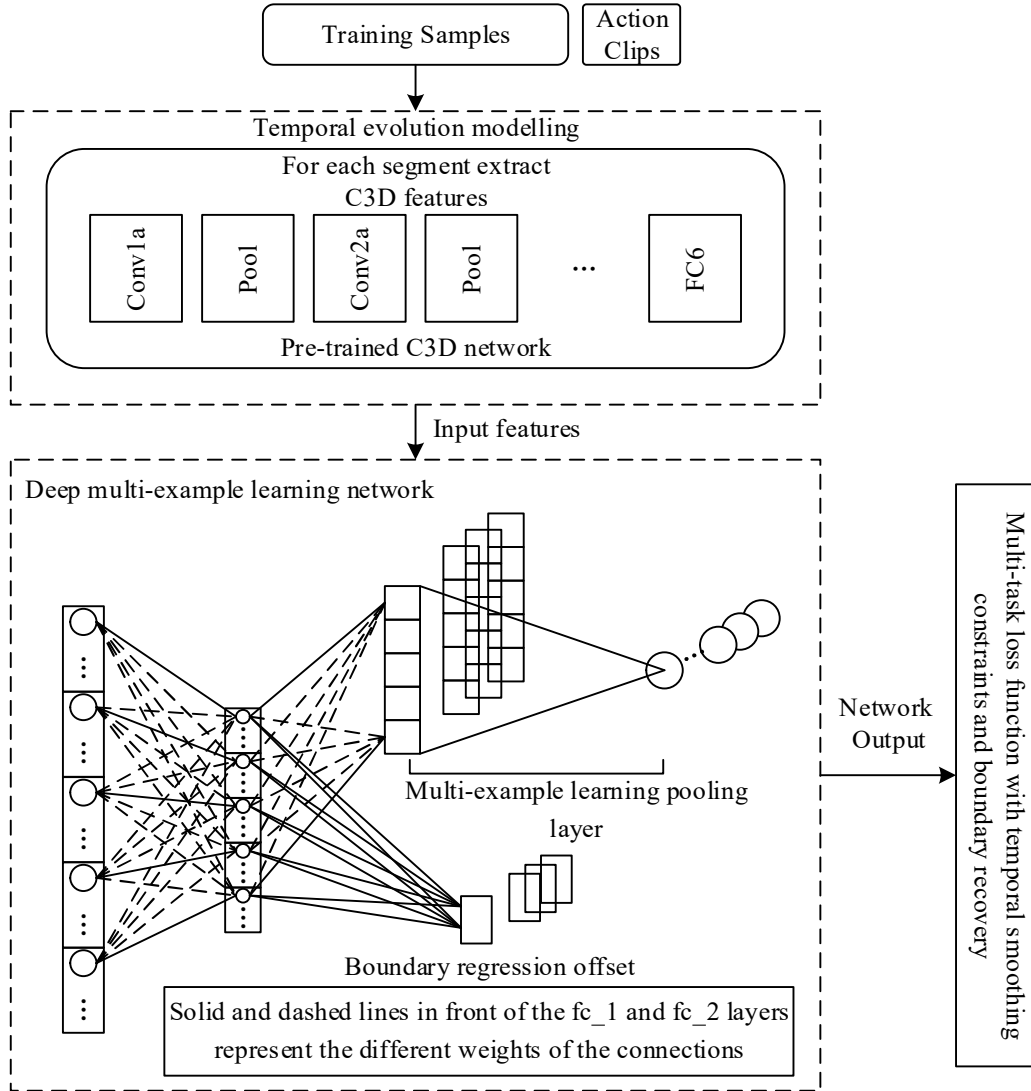 Training Samples
Action
Clips
Temporal evolution modelling
For each segment extract
C3D features
Conv1a
Pool
Conv2a
Pool
...
FC6
Pre-trained C3D network
Input features
Deep multi-example learning network
Multi-example learning pooling
layer
Boundary regression offset
Solid and dashed lines in front of the fc_1 and fc_2 layers
represent the different weights of the connections
Network
Output
Multi-task loss function with temporal smoothing
constraints and boundary recovery